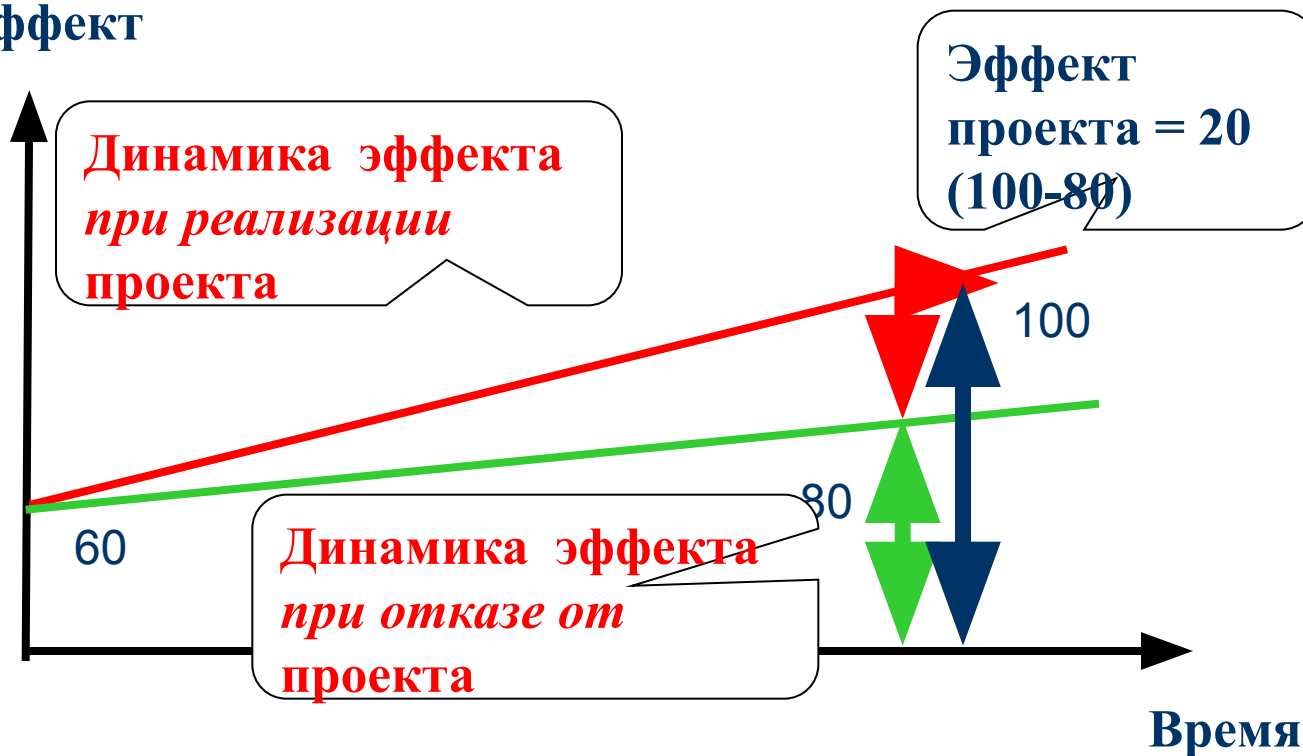 ффект
Эффект
проекта = 20
(100-80)
Динамика эффекта
при реализации
проекта
100
80
60
Динамика эффекта
при отказе от
проекта
Время